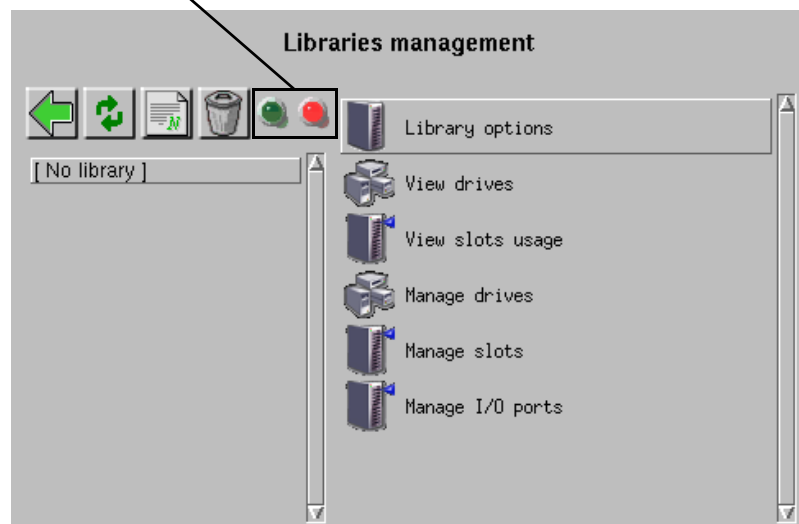 Libraries management
N
[ No library ]
Library options
View drives
View slots usage
Manage drives
Manage slots
Manage I/O ports